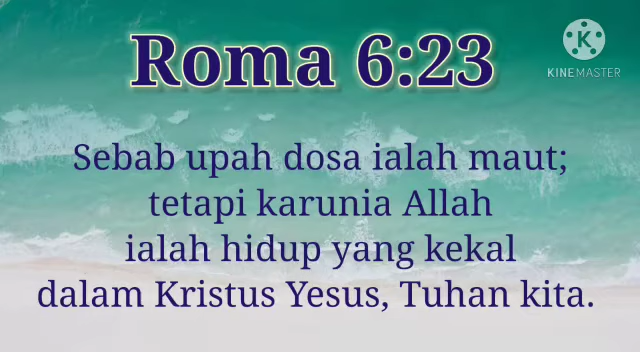 Roma 6:23
KINEMASTER
Sebab upah dosa ialah maut;
tetapi karunia Allah
ialah hidup yang kekal
dalam Kristus Yesus, Tuhan kita.